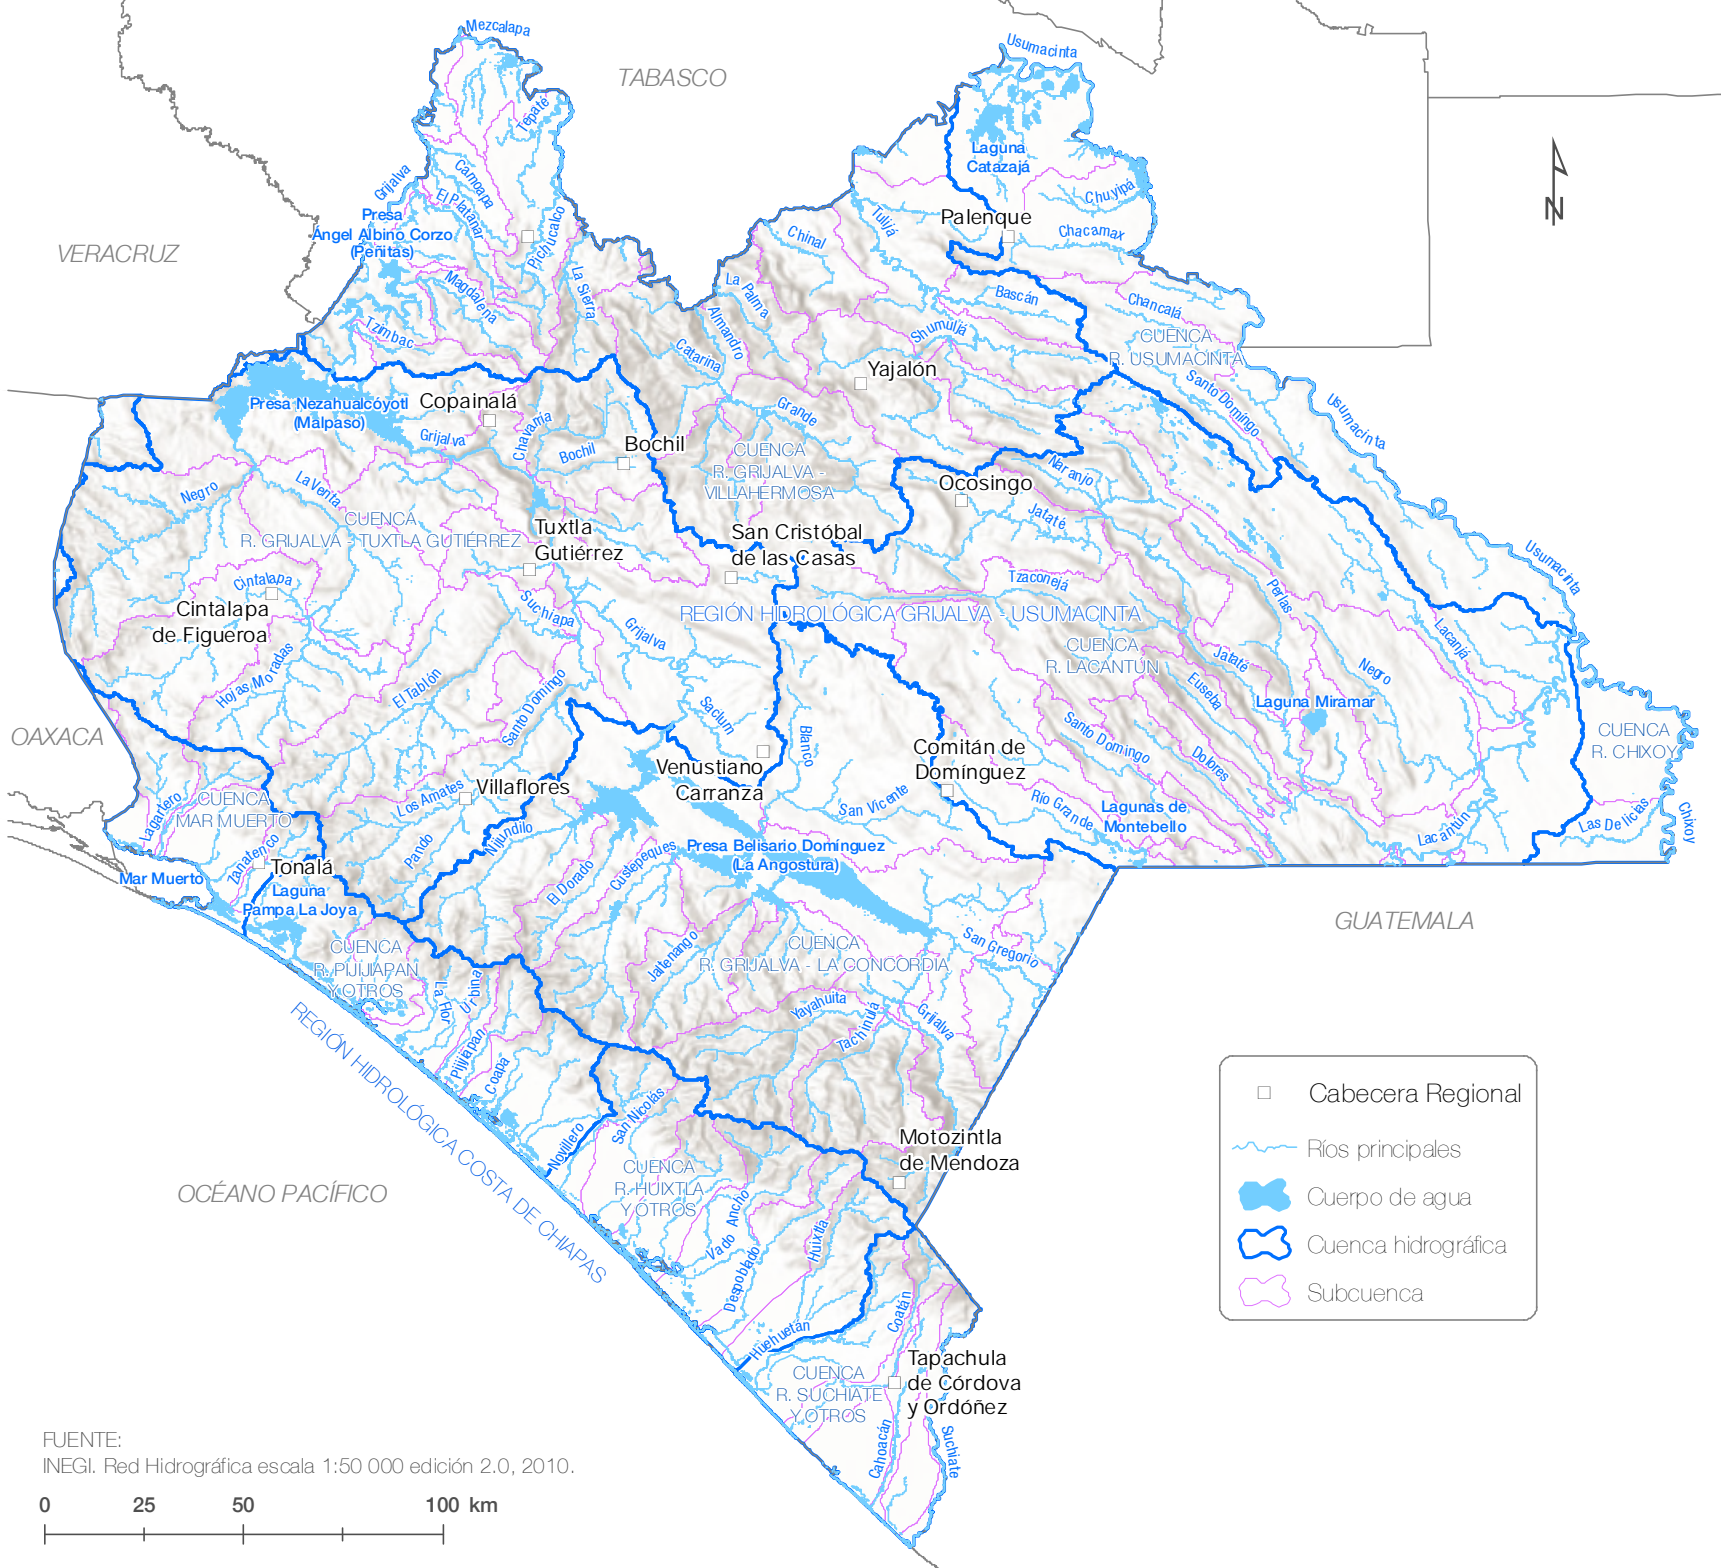 Mezcalapa
TABASCO
Usumacinta
Tepaté
Laguna
Catazajá
Grijalva
Camoapa
El Platanar
Chuyipá
Presa
Ángel Albino Corzo
(Peñitas)
Pichucalco
Tulijá
Palenque
Chacamax
VERACRUZ
Chinal
La Sierra
La Palma
Magdalena
Bascán
Chancalá
Tzimbac
Almandro
Shumuljá
CUENCA
R. USUMACINTA
Catarina
Yajalón
Santo Domingo
Presa Nezahualcóyotl
(Malpaso)
Copainalá
Grande
Usumacinta
Grijalva
Chavarría
Bochil
Bochil
CUENCA
R. GRIJALVA -
VILLAHERMOSA
Naranjo
Ocosingo
Negro
La Venta
Jataté
CUENCA
R. GRIJALVA - TUXTLA GUTIÉRREZ
Tuxtla
Gutiérrez
San Cristóbal
de las Casas
Usumacinta
Cintalapa
Tzaconejá
Perlas
Cintalapa
de Figueroa
Suchiapa
REGIÓN HIDROLÓGICA GRIJALVA - USUMACINTA
Grijalva
CUENCA
R. LACANTÚN
Lacanjá
Jataté
Negro
Hojas Moradas
El Tablón
Santo Domingo
Saclum
Euseba
Laguna Miramar
OAXACA
Blanco
Santo Domingo
Dolores
CUENCA
R. CHIXOY
Comitán de
Domínguez
Venustiano
Carranza
Villaflores
Los Amates
San Vicente
Río Grande
Lagunas de
Montebello
Lagartero
CUENCA
MAR MUERTO
Lacantún
Las Delicias
Chixoy
Pando
Nijundilo
Zanatenco
Tonalá
Mar Muerto
Laguna
Pampa La Joya
El Dorado
Custepeques
Presa Belisario Domínguez
(La Angostura)
GUATEMALA
CUENCA
R. PIJIJIAPAN
Y OTROS
Jaltenango
CUENCA
R. GRIJALVA - LA CONCORDIA
San Gregorio
La Flor
Urbina
Yayahuita
Tachinulá
Grijalva
REGIÓN HIDROLÓGICA COSTA DE CHIAPAS
Pijijiapan
Coapa
San Nicolás
Novillero
Motozintla
de Mendoza
CUENCA
R. HUIXTLA
Y OTROS
OCÉANO PACÍFICO
Vado Ancho
Despoblado
Huixtla
Huehuetán
Coatán
CUENCA
R. SUCHIATE
Y OTROS
Tapachula
de Córdova
y Ordóñez
Cahoacán
Suchiate
Cabecera Regional
Ríos principales
Cuerpo de agua
Cuenca hidrográfica
Subcuenca
FUENTE:
INEGI. Red Hidrográfica escala 1:50 000 edición 2.0, 2010.
0 25 50 100 km
N